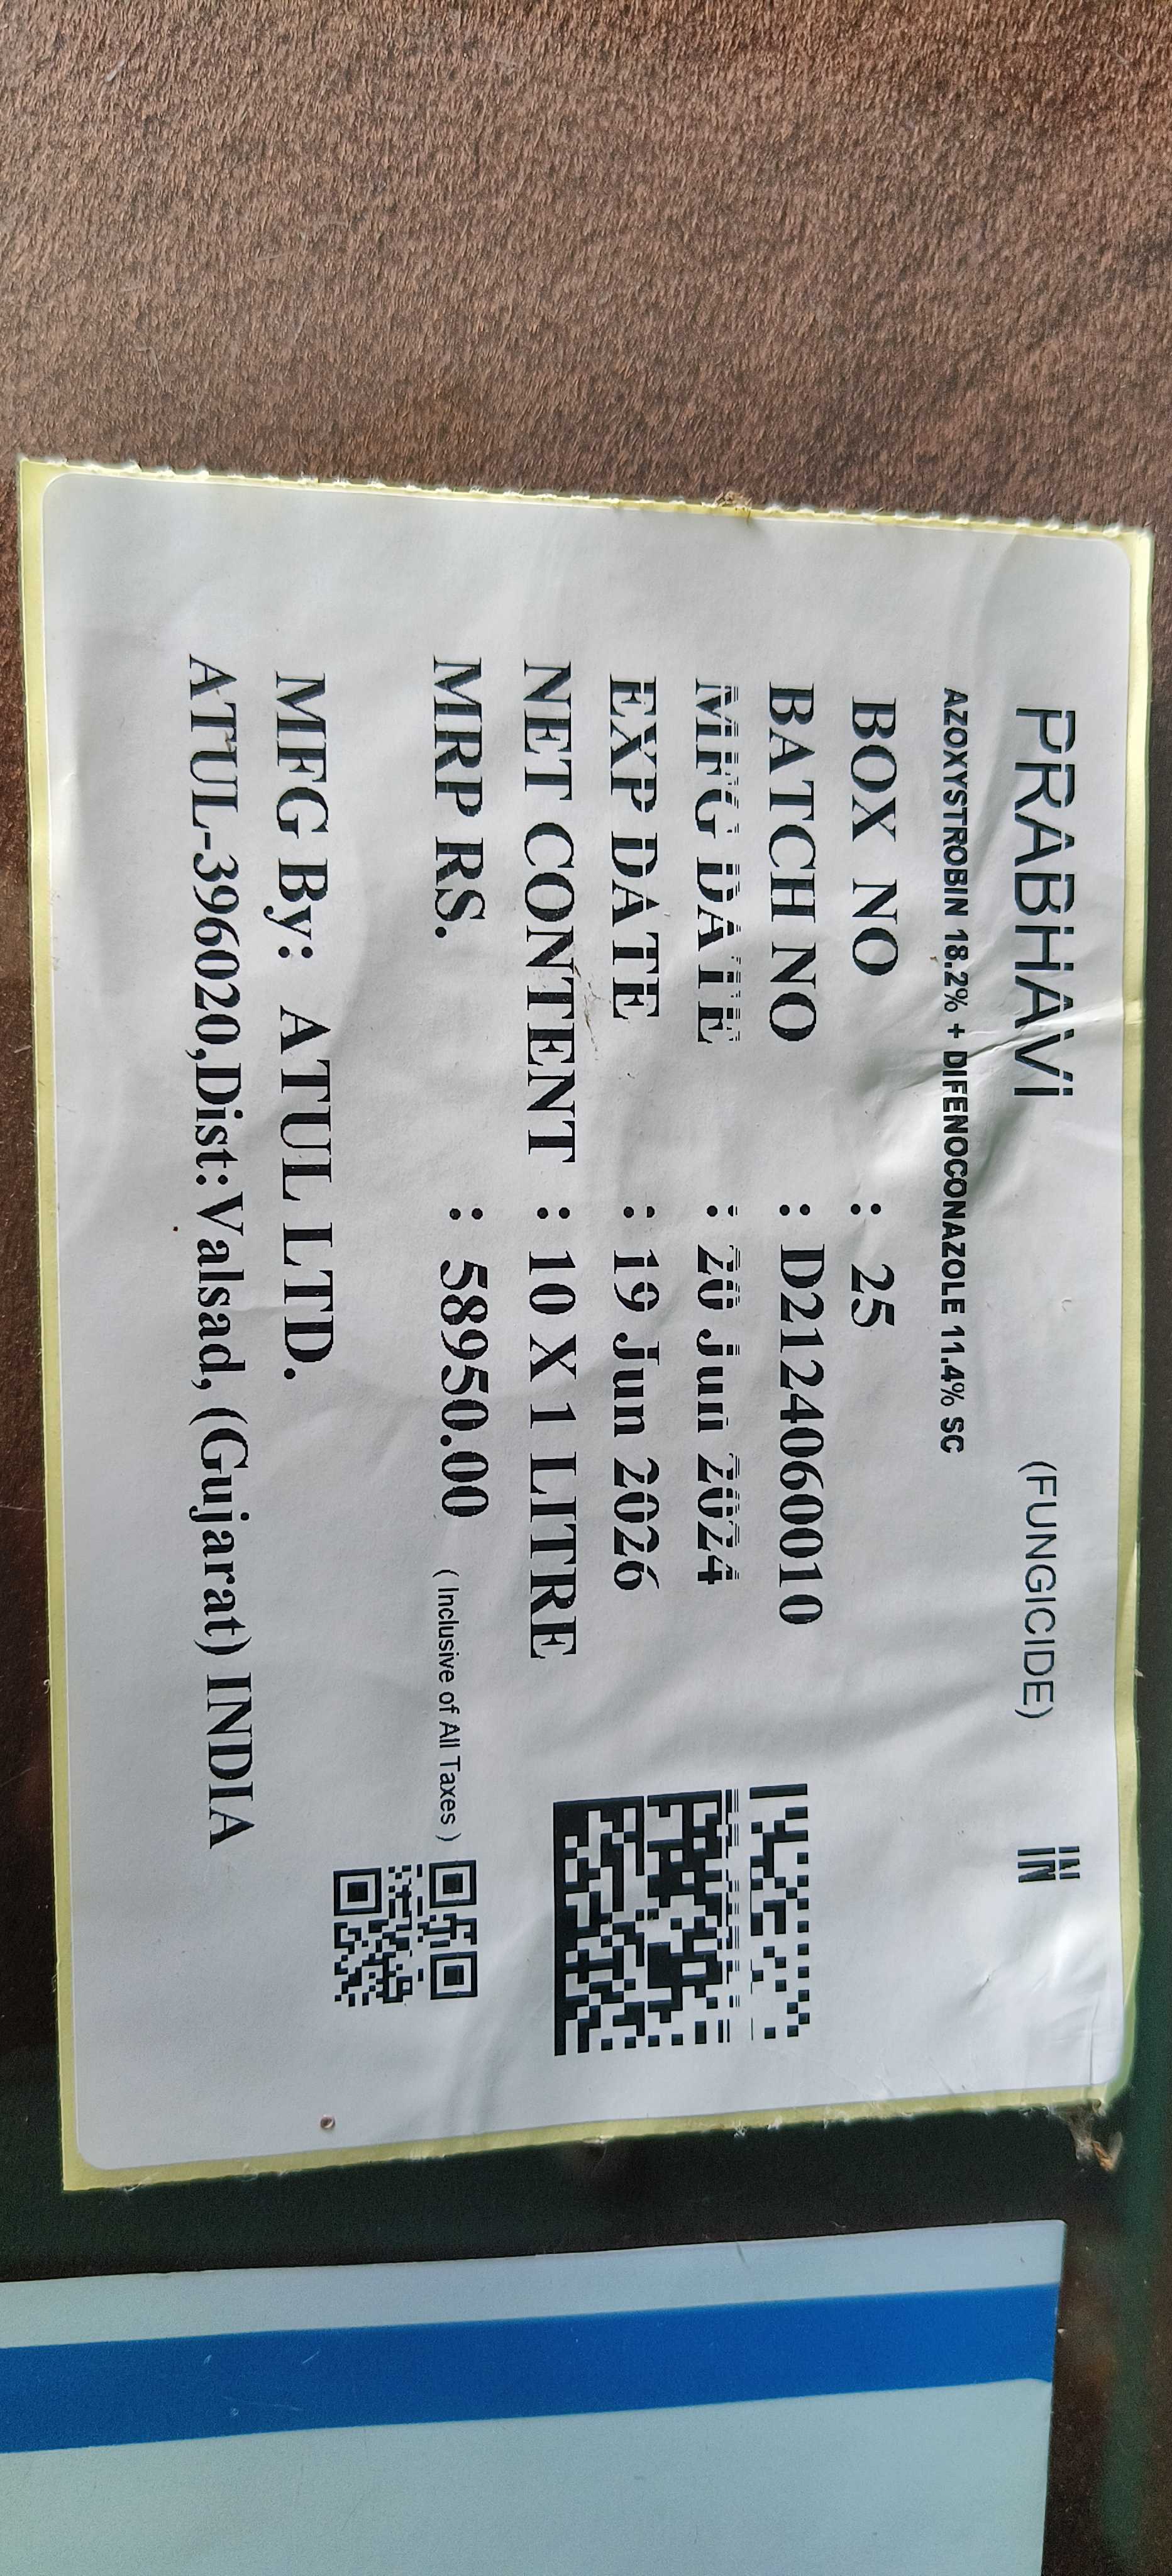 PRABHAVi (FUNGICIDE) IN
AZOXYSTROBIN 18.2% + DIFENOCONAZOLE 11.4% SC
BOX NO : 25
BATCH NO : D2124060010
MFG DATE : 20 Jun 2024
EXP DATE : 19 Jun 2026
NET CONTENT : 10 X 1 LITRE
MRP RS. : 58950.00 ( Inclusive of All Taxes )
MFG By: ATUL LTD.
ATUL-396020,Dist:Valsad, (Gujarat) INDIA